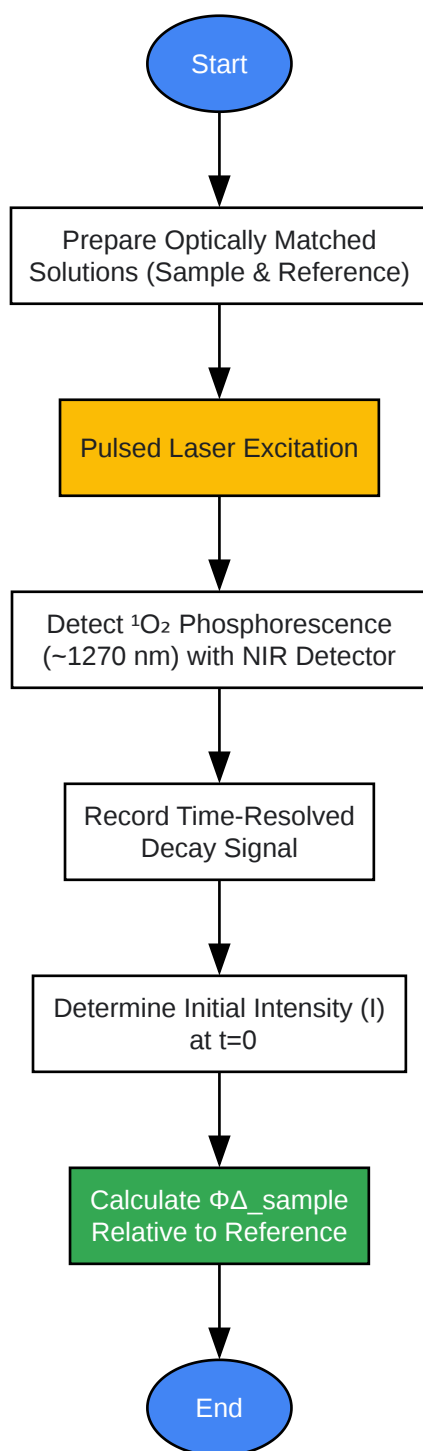 Start
Prepare Optically Matched
Solutions (Sample & Reference)
Pulsed Laser Excitation
Detect ¹O₂ Phosphorescence
(~1270 nm) with NIR Detector
Record Time-Resolved
Decay Signal
Determine Initial Intensity (I)
at t=0
Calculate ΦΔ_sample
Relative to Reference
End